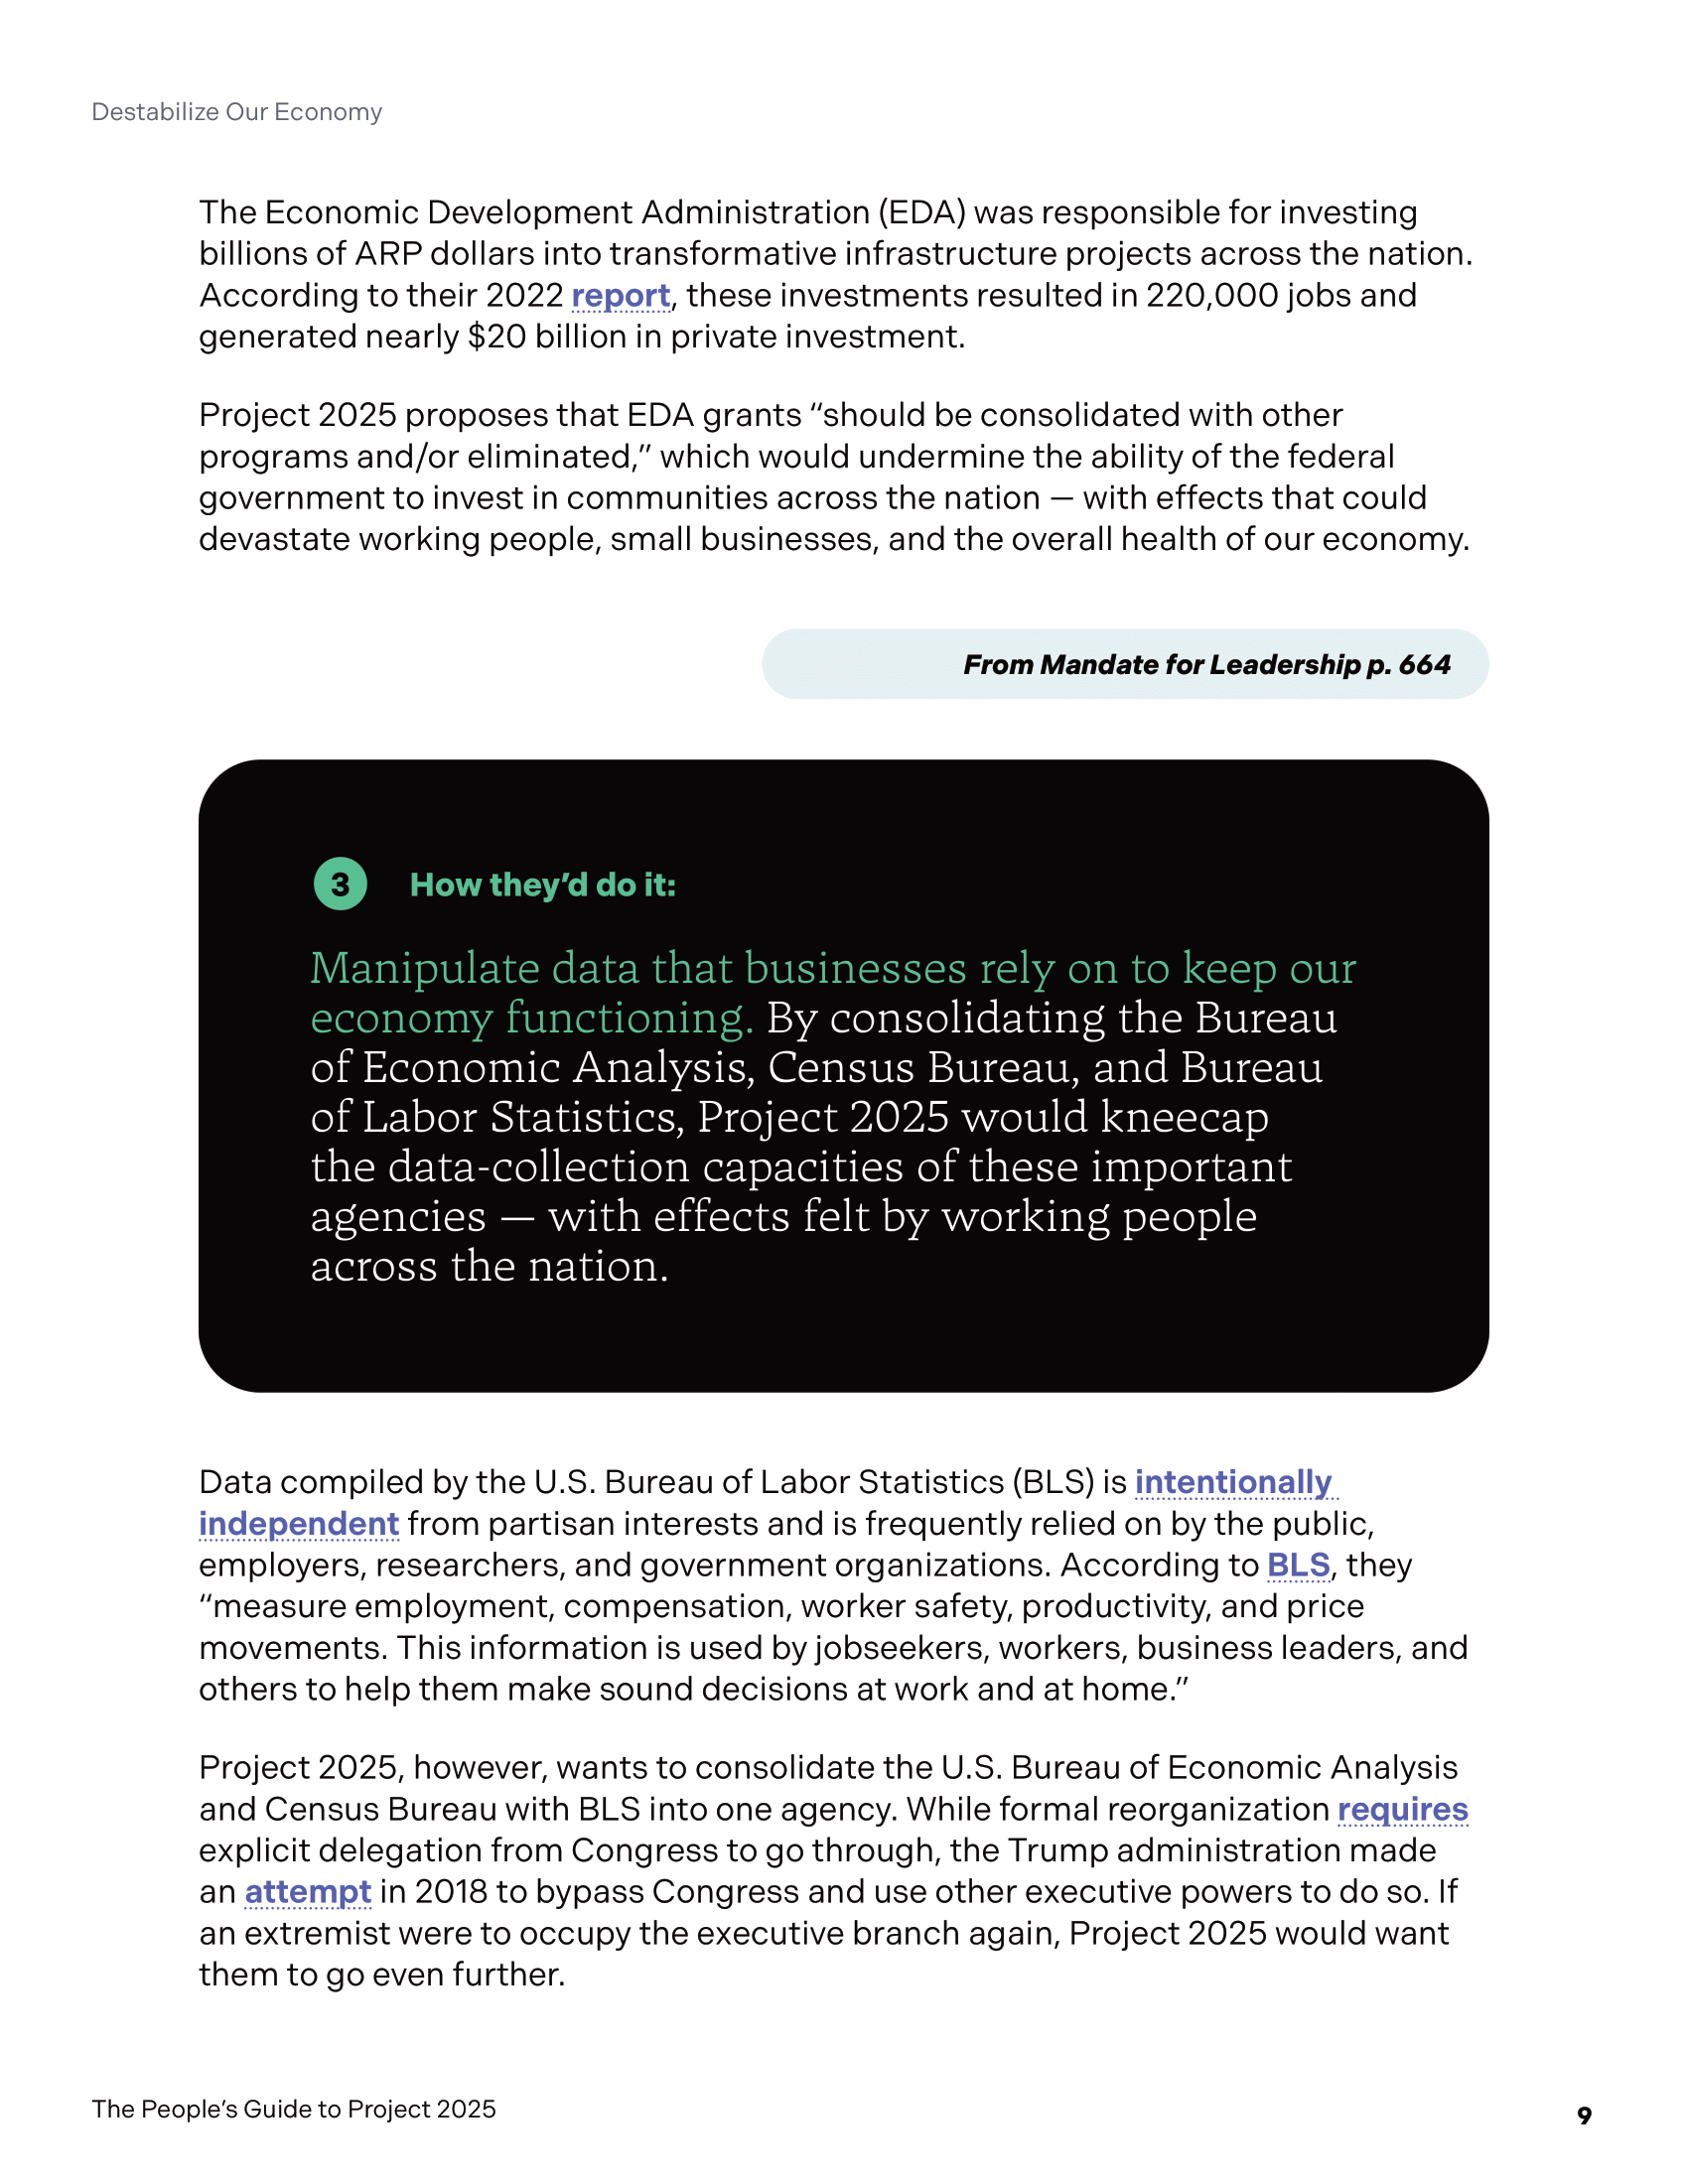 Destabilize Our Economy
The Economic Development Administration (EDA) was responsible for investing
billions of ARP dollars into transformative infrastructure projects across the nation.
According to their 2022 report, these investments resulted in 220,000 jobs and
generated nearly $20 billion in private investment.
Project 2025 proposes that EDA grants “should be consolidated with other
programs and/or eliminated,” which would undermine the ability of the federal
government to invest in communities across the nation — with effects that could
devastate working people, small businesses, and the overall health of our economy.
From Mandate for Leadership p. 664
3 How they’d do it:
Manipulate data that businesses rely on to keep our
economy functioning. By consolidating the Bureau
of Economic Analysis, Census Bureau, and Bureau
of Labor Statistics, Project 2025 would kneecap
the data-collection capacities of these important
agencies — with effects felt by working people
across the nation.
Data compiled by the U.S. Bureau of Labor Statistics (BLS) is intentionally
independent from partisan interests and is frequently relied on by the public,
employers, researchers, and government organizations. According to BLS, they
“measure employment, compensation, worker safety, productivity, and price
movements. This information is used by jobseekers, workers, business leaders, and
others to help them make sound decisions at work and at home.”
Project 2025, however, wants to consolidate the U.S. Bureau of Economic Analysis
and Census Bureau with BLS into one agency. While formal reorganization requires
explicit delegation from Congress to go through, the Trump administration made
an attempt in 2018 to bypass Congress and use other executive powers to do so. If
an extremist were to occupy the executive branch again, Project 2025 would want
them to go even further.
The People’s Guide to Project 2025
9